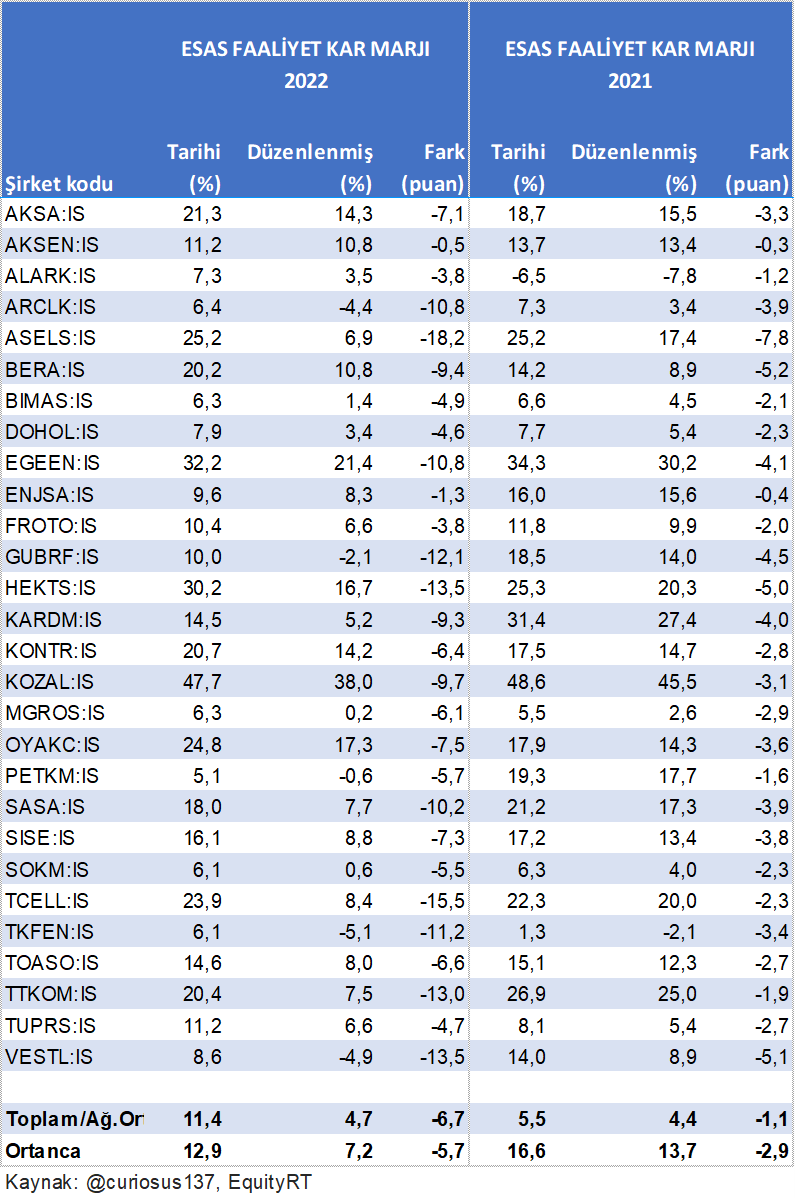 ESAS FAALİYET KAR MARJI 2022 ESAS FAALİYET KAR MARJI 2021
Şirket kodu Tarihi (%) Düzenlenmiş (%) Fark (puan) Tarihi (%) Düzenlenmiş (%) Fark (puan)
AKSA:IS 21,3 14,3 -7,1 18,7 15,5 -3,3
AKSEN:IS 11,2 10,8 -0,5 13,7 13,4 -0,3
ALARK:IS 7,3 3,5 -3,8 -6,5 -7,8 -1,2
ARCLK:IS 6,4 -4,4 -10,8 7,3 3,4 -3,9
ASELS:IS 25,2 6,9 -18,2 25,2 17,4 -7,8
BERA:IS 20,2 10,8 -9,4 14,2 8,9 -5,2
BIMAS:IS 6,3 1,4 -4,9 6,6 4,5 -2,1
DOHOL:IS 7,9 3,4 -4,6 7,7 5,4 -2,3
EGEEN:IS 32,2 21,4 -10,8 34,3 30,2 -4,1
ENJSA:IS 9,6 8,3 -1,3 16,0 15,6 -0,4
FROTO:IS 10,4 6,6 -3,8 11,8 9,9 -2,0
GUBRF:IS 10,0 -2,1 -12,1 18,5 14,0 -4,5
HEKTS:IS 30,2 16,7 -13,5 25,3 20,3 -5,0
KARDM:IS 14,5 5,2 -9,3 31,4 27,4 -4,0
KONTR:IS 20,7 14,2 -6,4 17,5 14,7 -2,8
KOZAL:IS 47,7 38,0 -9,7 48,6 45,5 -3,1
MGROS:IS 6,3 0,2 -6,1 5,5 2,6 -2,9
OYAKC:IS 24,8 17,3 -7,5 17,9 14,3 -3,6
PETKM:IS 5,1 -0,6 -5,7 19,3 17,7 -1,6
SASA:IS 18,0 7,7 -10,2 21,2 17,3 -3,9
SISE:IS 16,1 8,8 -7,3 17,2 13,4 -3,8
SOKM:IS 6,1 0,6 -5,5 6,3 4,0 -2,3
TCELL:IS 23,9 8,4 -15,5 22,3 20,0 -2,3
TKFEN:IS 6,1 -5,1 -11,2 1,3 -2,1 -3,4
TOASO:IS 14,6 8,0 -6,6 15,1 12,3 -2,7
TTKOM:IS 20,4 7,5 -13,0 26,9 25,0 -1,9
TUPRS:IS 11,2 6,6 -4,7 8,1 5,4 -2,7
VESTL:IS 8,6 -4,9 -13,5 14,0 8,9 -5,1
Toplam/Ağ.Ort 11,4 4,7 -6,7 5,5 4,4 -1,1
Ortanca 12,9 7,2 -5,7 16,6 13,7 -2,9
Kaynak: @curiosus137, EquityRT